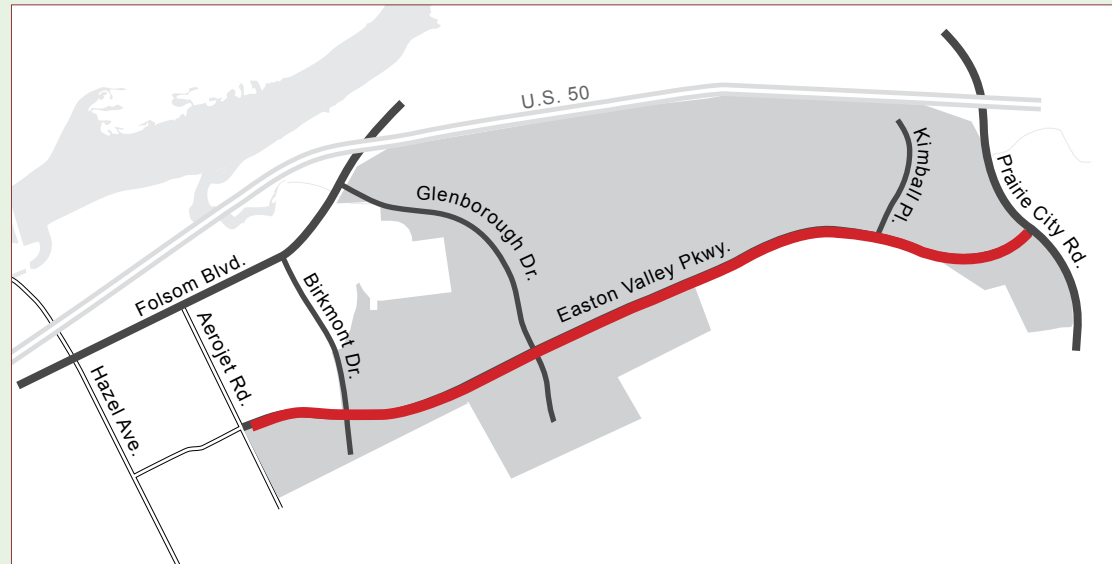 U.S. 50
Kimball Pl.
Prairie City Rd.
Glenborough Dr.
Easton Valley Pkwy.
Folsom Blvd.
Birkmont Dr.
Aerojet Rd.
Hazel Ave.